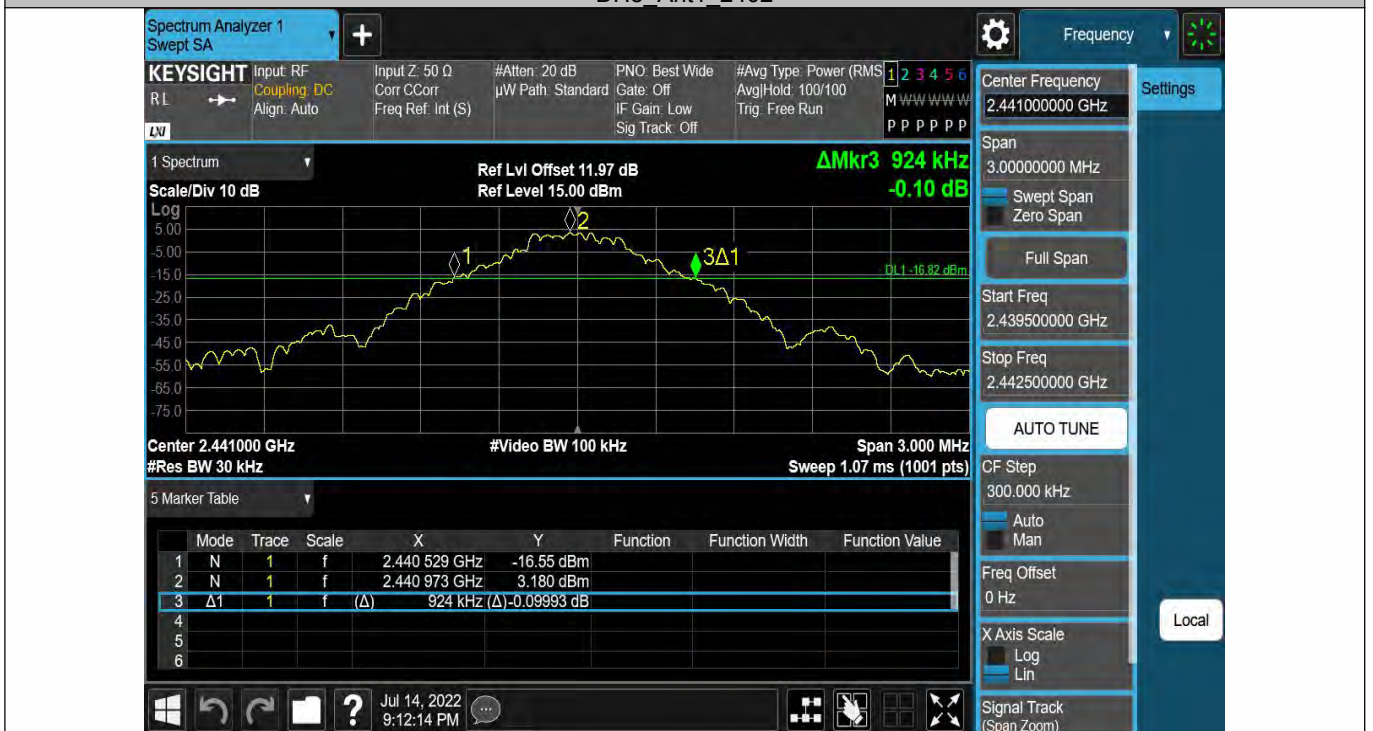 Spectrum Analyzer 1
Swept SA
Frequency
KEYSIGHT
RL
LXI
Input: RF
Coupling: DC
Align: Auto
Input Z: 50 Ω
Corr CCorr
Freq Ref: Int (S)
#Atten: 20 dB
µW Path: Standard
PNO: Best Wide
Gate: Off
IF Gain: Low
Sig Track: Off
#Avg Type: Power (RMS
Avg|Hold: 100/100
Trig: Free Run
1 2 3 4 5 6
M W W W W W
P P P P P P
1 Spectrum
Scale/Div 10 dB
Ref Lvl Offset 11.97 dB
Ref Level 15.00 dBm
ΔMkr3 924 kHz
-0.10 dB
Log
5.00
-5.00
-15.0
-25.0
-35.0
-45.0
-55.0
-65.0
-75.0
1
2
3Δ1
DL1 -16.82 dBm
Center 2.441000 GHz
#Video BW 100 kHz
Span 3.000 MHz
#Res BW 30 kHz
Sweep 1.07 ms (1001 pts)
5 Marker Table
Mode Trace Scale X Y Function Function Width Function Value
1 N 1 f 2.440 529 GHz -16.55 dBm
2 N 1 f 2.440 973 GHz 3.180 dBm
3 Δ1 1 f (Δ) 924 kHz (Δ)-0.09993 dB
4
5
6
Jul 14, 2022
9:12:14 PM
Center Frequency
2.441000000 GHz
Settings
Span
3.00000000 MHz
Swept Span
Zero Span
Full Span
Start Freq
2.439500000 GHz
Stop Freq
2.442500000 GHz
AUTO TUNE
CF Step
300.000 kHz
Auto
Man
Freq Offset
0 Hz
Local
X Axis Scale
Log
Lin
Signal Track
(Span Zoom)